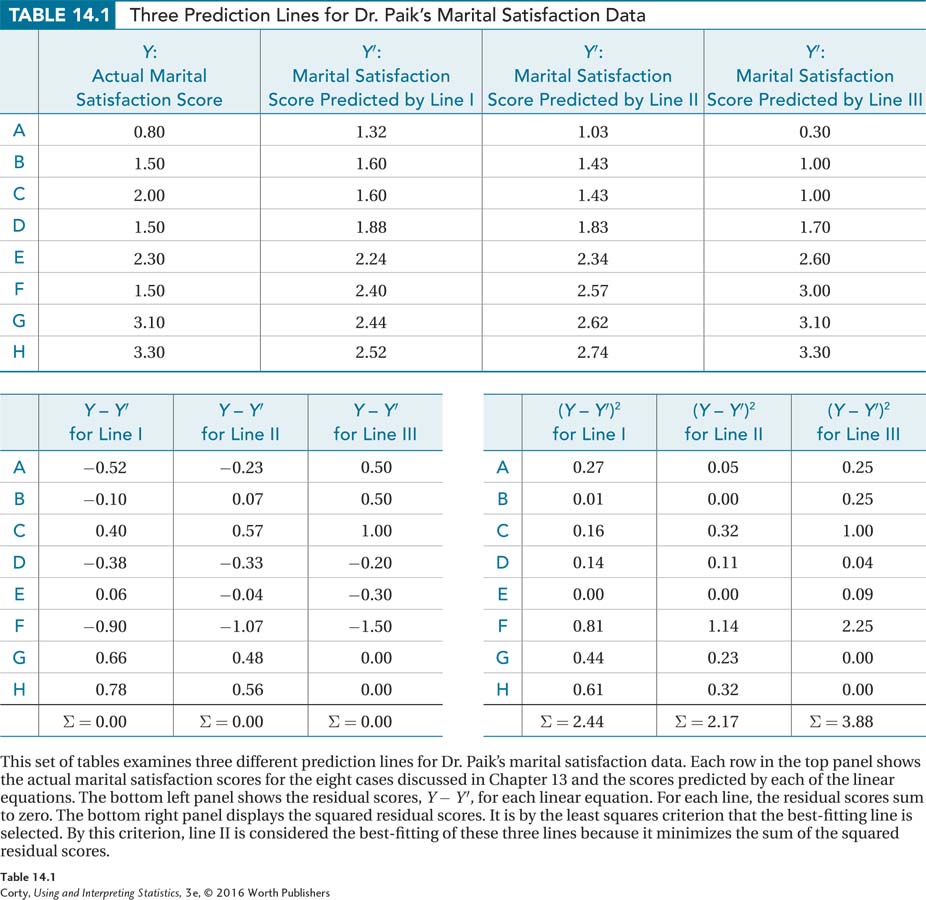 TABLE 14.1 Three Prediction Lines for Dr. Paik's Marital Satisfaction Data
Y: Y′: Y′: Y′:
Actual Marital Marital Satisfaction Marital Satisfaction Marital Satisfaction
Satisfaction Score Score Predicted by Line I Score Predicted by Line II Score Predicted by Line III
A 0.80 1.32 1.03 0.30
B 1.50 1.60 1.43 1.00
C 2.00 1.60 1.43 1.00
D 1.50 1.88 1.83 1.70
E 2.30 2.24 2.34 2.60
F 1.50 2.40 2.57 3.00
G 3.10 2.44 2.62 3.10
H 3.30 2.52 2.74 3.30
Y – Y′ Y – Y′ Y – Y′
for Line I for Line II for Line III
A −0.52 −0.23 0.50
B −0.10 0.07 0.50
C 0.40 0.57 1.00
D −0.38 −0.33 −0.20
E 0.06 −0.04 −0.30
F −0.90 −1.07 −1.50
G 0.66 0.48 0.00
H 0.78 0.56 0.00
Σ = 0.00 Σ = 0.00 Σ = 0.00
(Y – Y′)² (Y – Y′)² (Y – Y′)²
for Line I for Line II for Line III
A 0.27 0.05 0.25
B 0.01 0.00 0.25
C 0.16 0.32 1.00
D 0.14 0.11 0.04
E 0.00 0.00 0.09
F 0.81 1.14 2.25
G 0.44 0.23 0.00
H 0.61 0.32 0.00
Σ = 2.44 Σ = 2.17 Σ = 3.88
This set of tables examines three different prediction lines for Dr. Paik's marital satisfaction data. Each row in the top panel shows
the actual marital satisfaction scores for the eight cases discussed in Chapter 13 and the scores predicted by each of the linear
equations. The bottom left panel shows the residual scores, Y – Y′, for each linear equation. For each line, the residual scores sum
to zero. The bottom right panel displays the squared residual scores. It is by the least squares criterion that the best-fitting line is
selected. By this criterion, line II is considered the best-fitting of these three lines because it minimizes the sum of the squared
residual scores.
Table 14.1
Corty, Using and Interpreting Statistics, 3e, © 2016 Worth Publishers